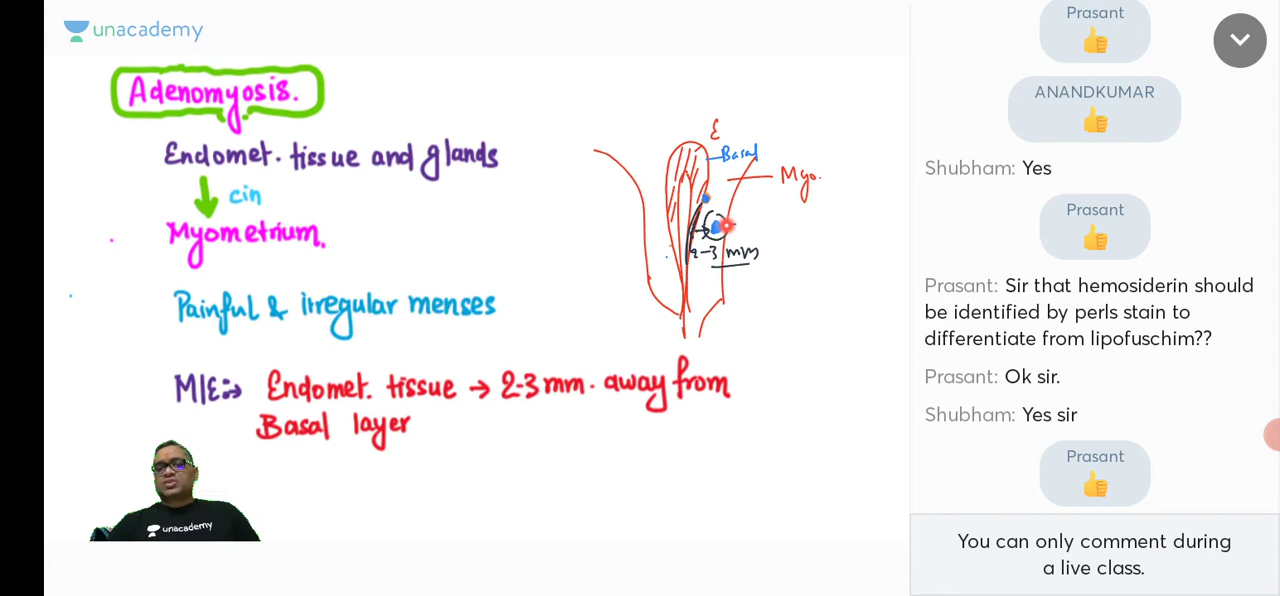 unacademy
Adenomyosis.
Endomet. tissue and glands
cin
Myometrium.
Painful & irregular menses
M/E:->
Endomet. tissue → 2-3 mm. away from
Basal layer
ε
Basal
Myo.
2-3 mm
unacademy
Prasant
👍
ANANDKUMAR
👍
Shubham: Yes
Prasant
👍
Prasant: Sir that hemosiderin should
be identified by perls stain to
differentiate from lipofuschim??
Prasant: Ok sir.
Shubham: Yes sir
Prasant
👍
You can only comment during
a live class.